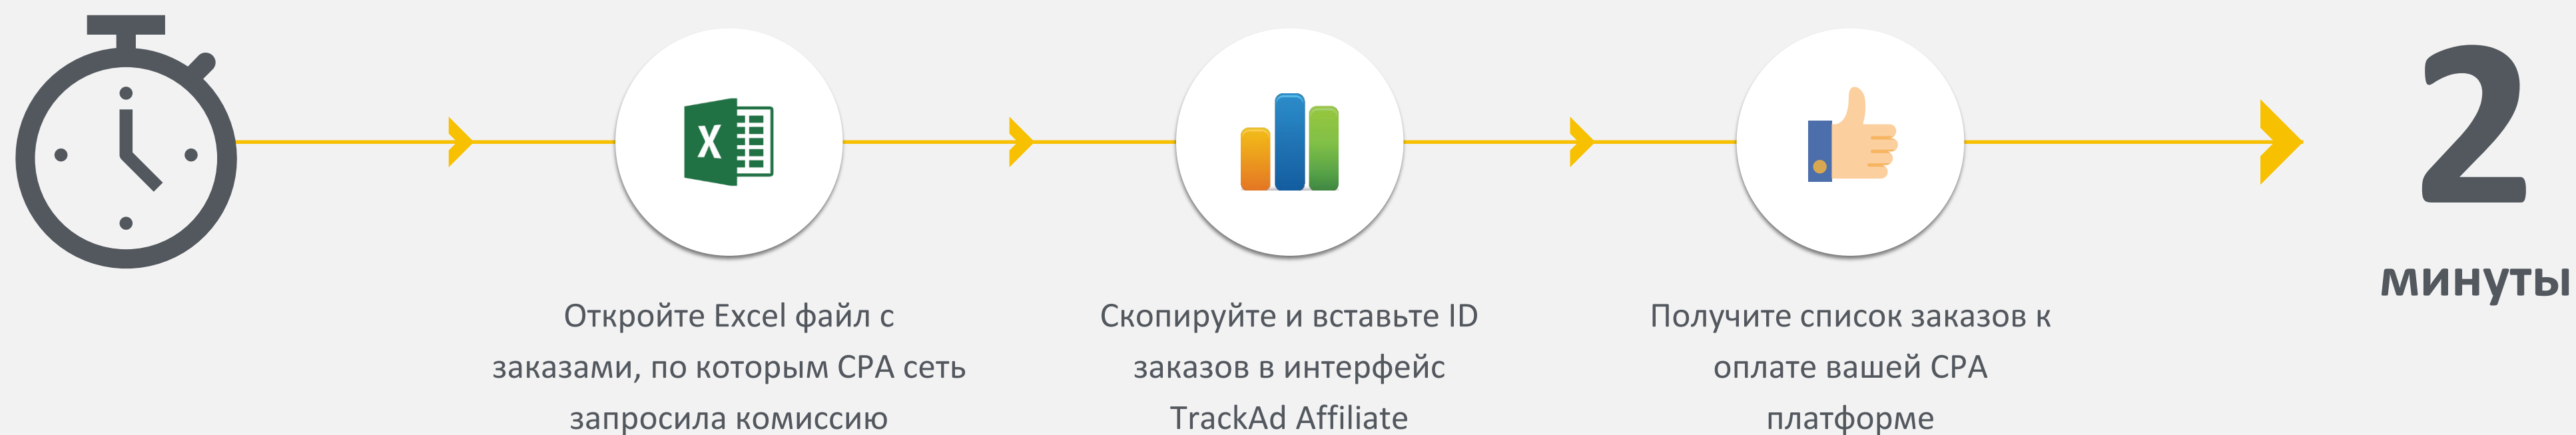 X
2
минуты
Откройте Excel файл с
заказами, по которым CPA сеть
запросила комиссию
Скопируйте и вставьте ID
заказов в интерфейс
TrackAd Affiliate
Получите список заказов к
оплате вашей CPA
платформе